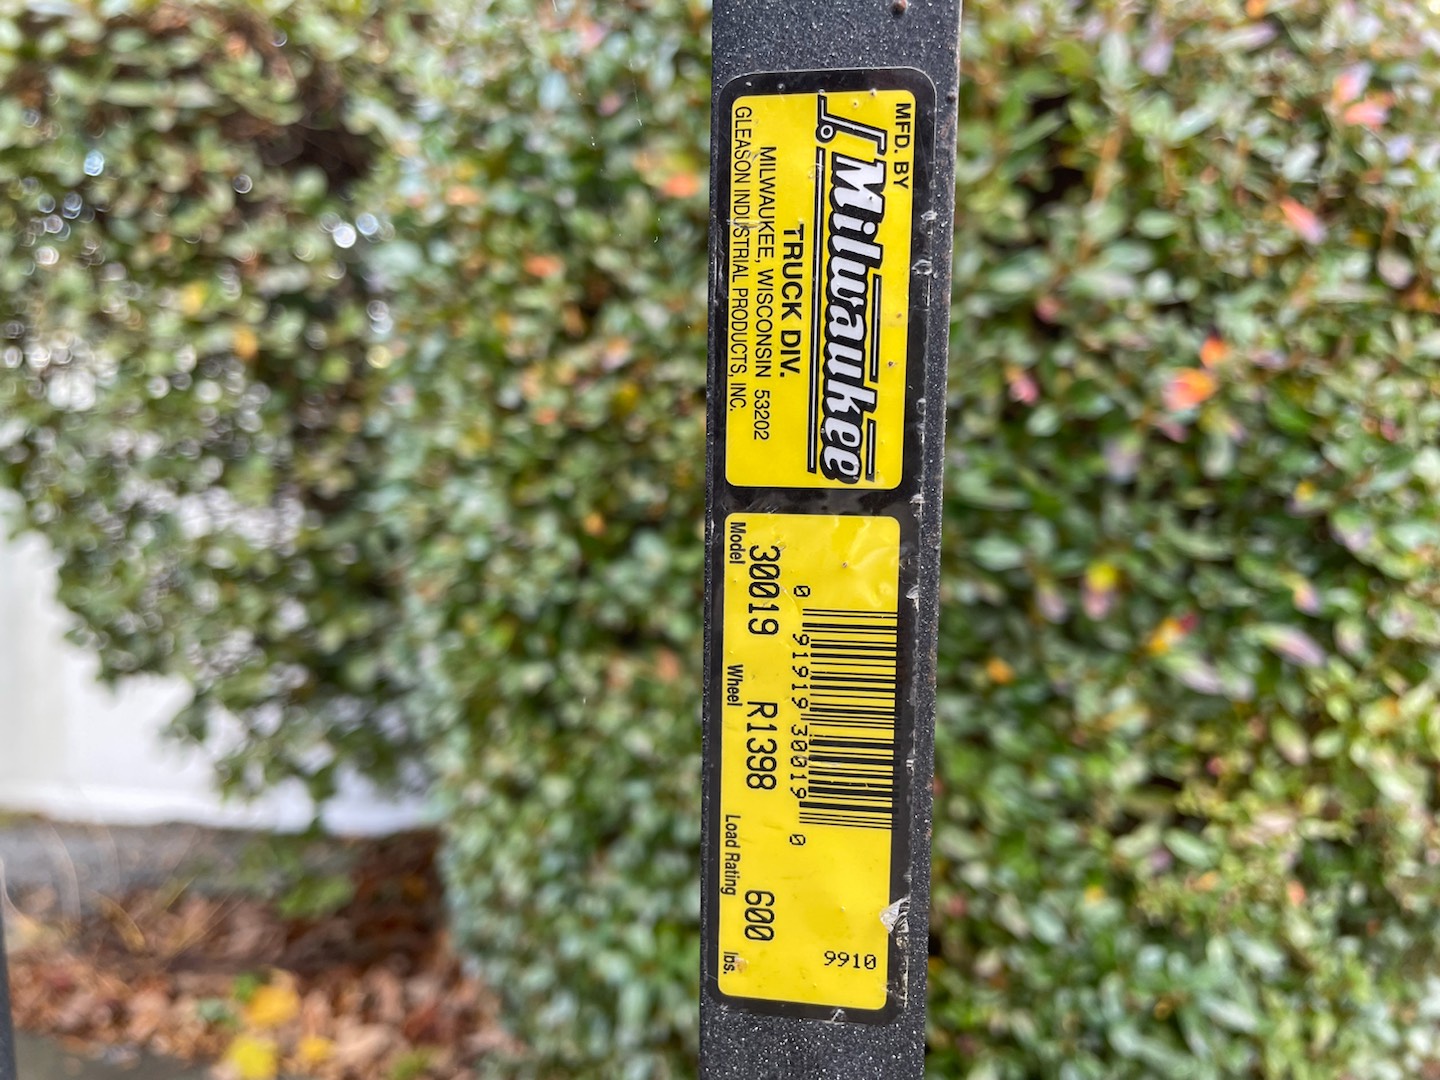 MFD. BY
Milwaukee
TRUCK DIV.
MILWAUKEE, WISCONSIN 53202
GLEASON INDUSTRIAL PRODUCTS, INC.
0 91919 30019 0
30019 R1398 600
Model Wheel Load Rating lbs.
9910